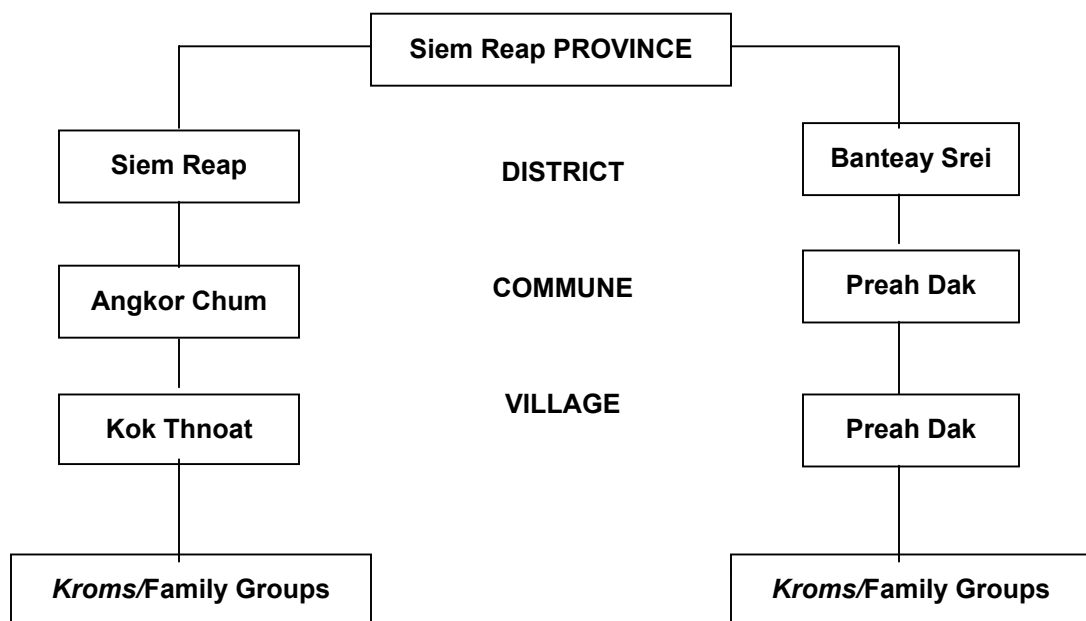 Siem Reap PROVINCE
Siem Reap
DISTRICT
Banteay Srei
Angkor Chum
COMMUNE
Preah Dak
Kok Thnoat
VILLAGE
Preah Dak
Kroms/Family Groups
Kroms/Family Groups